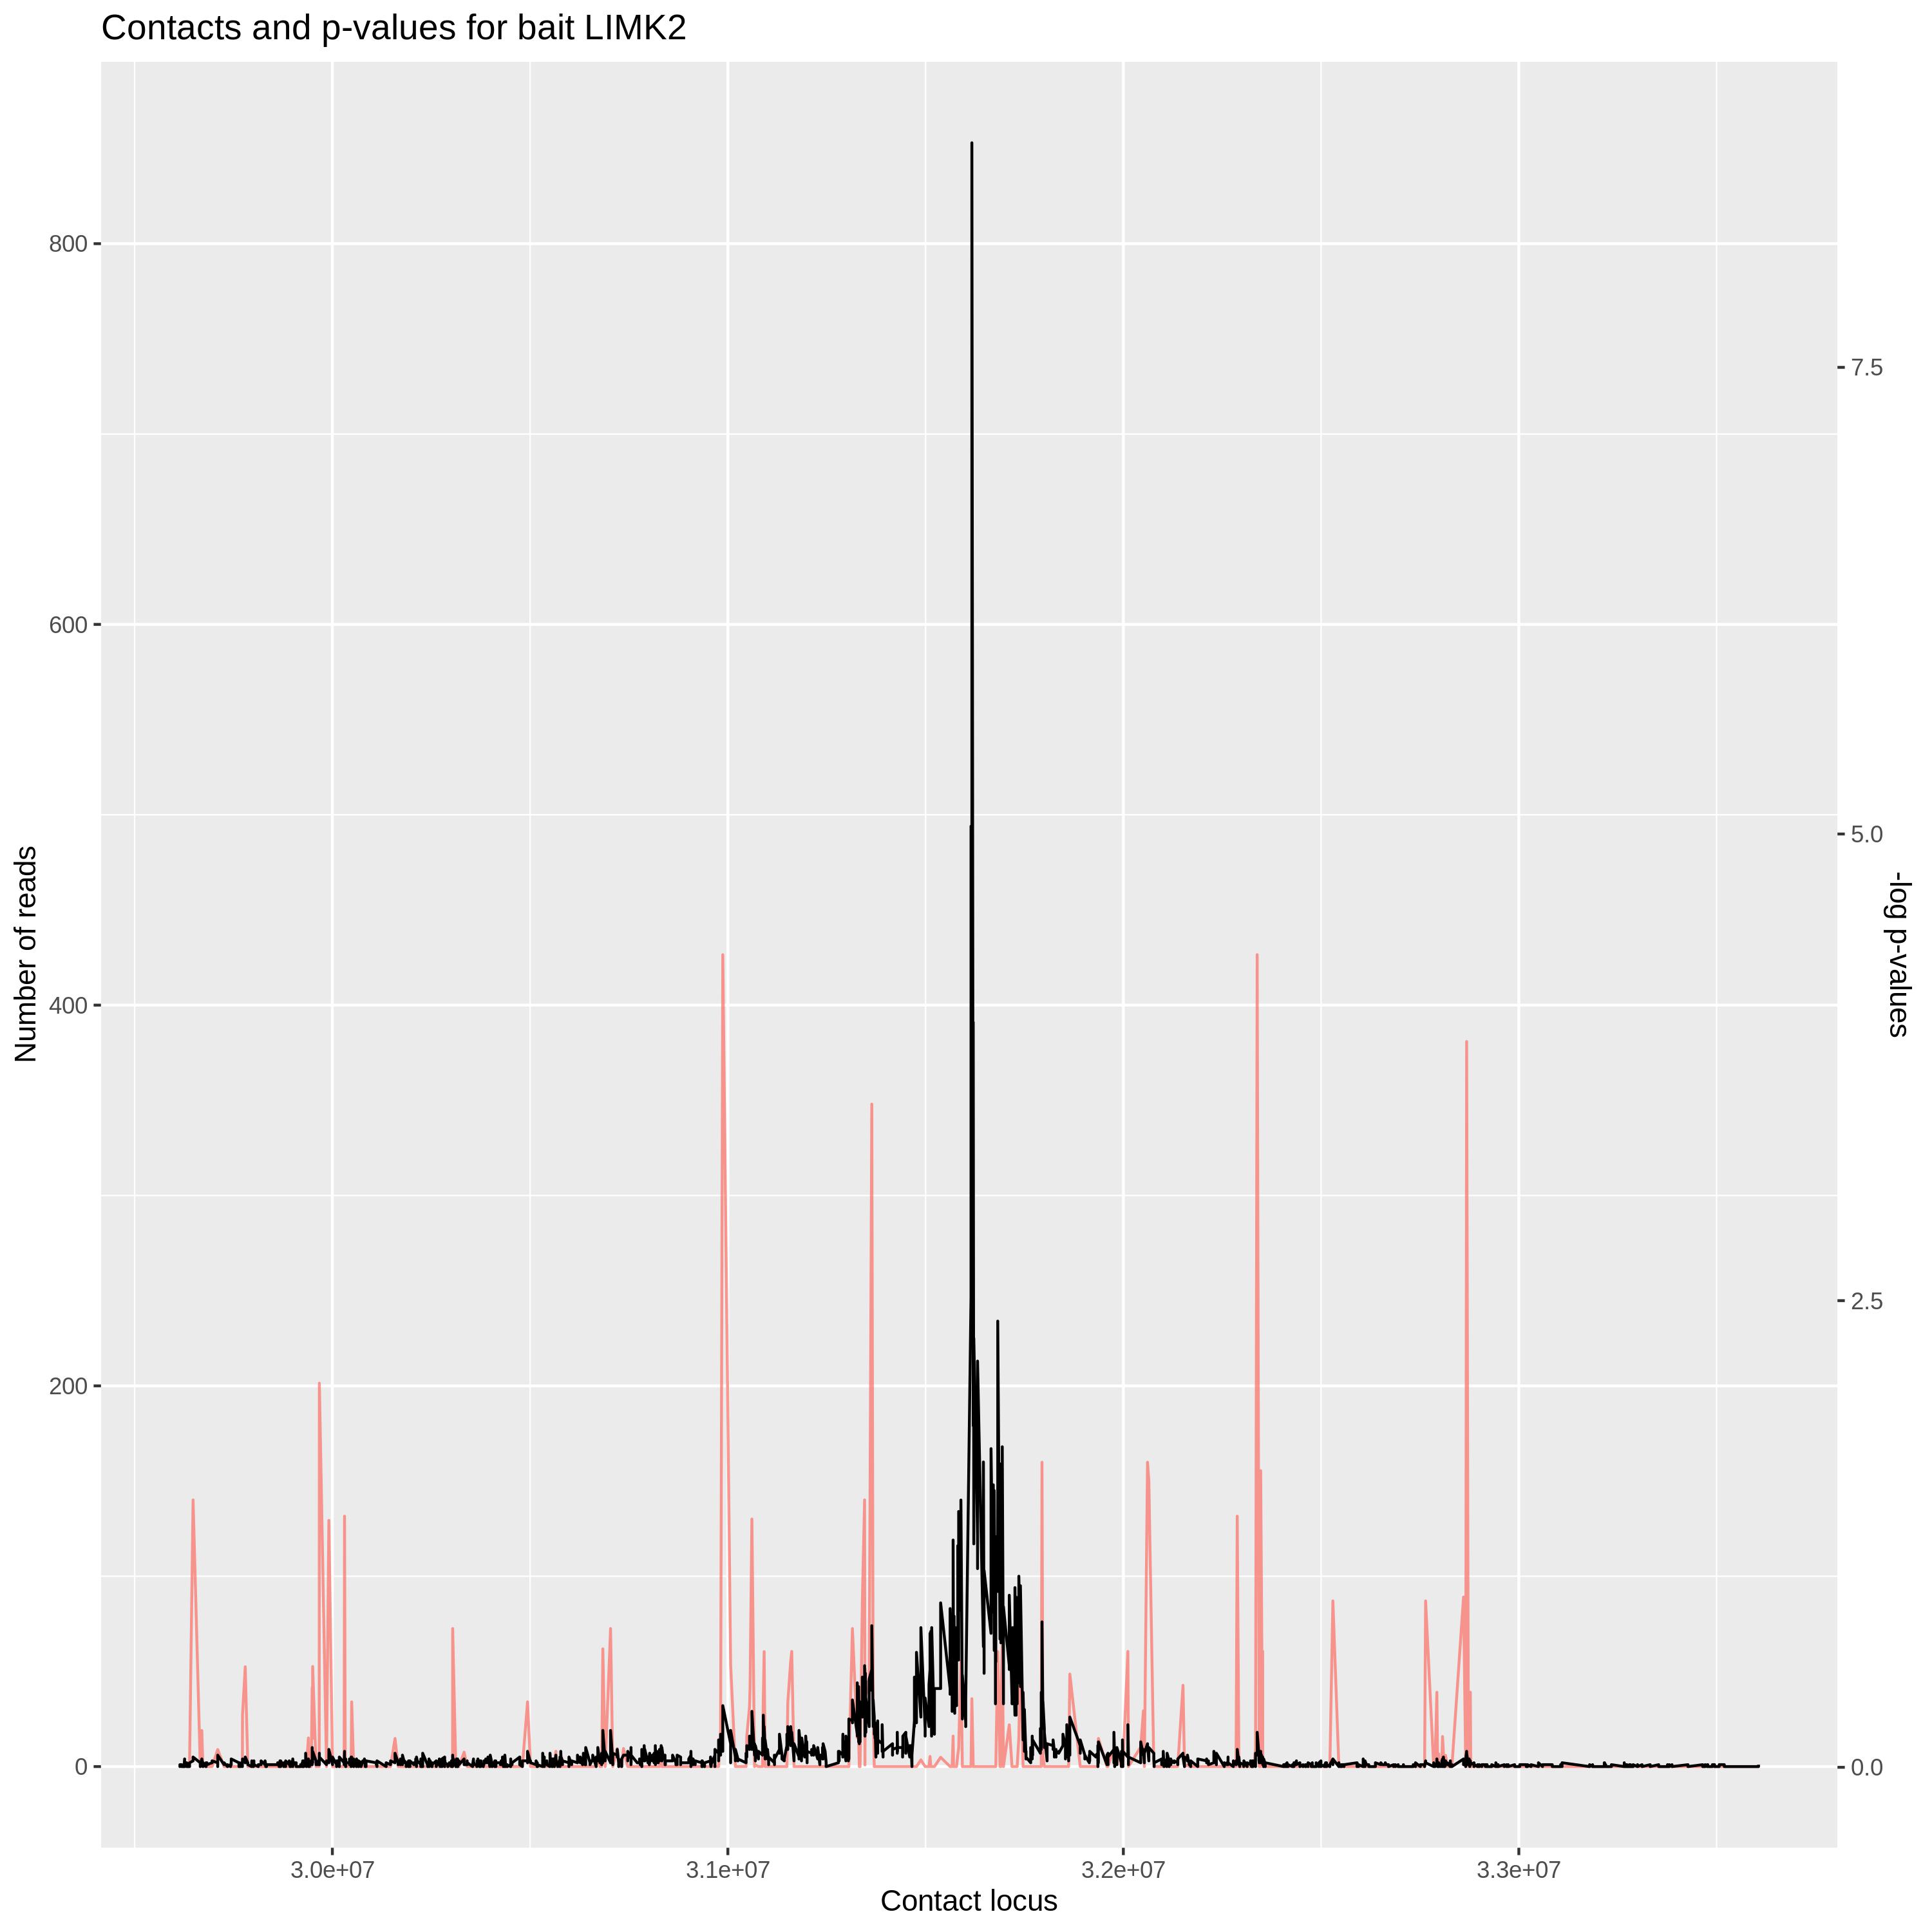 Contacts and p-values for bait LIMK2
800
600
400
200
0
Number of reads
7.5
5.0
2.5
0.0
-log p-values
3.0e+07 3.1e+07 3.2e+07 3.3e+07
Contact locus